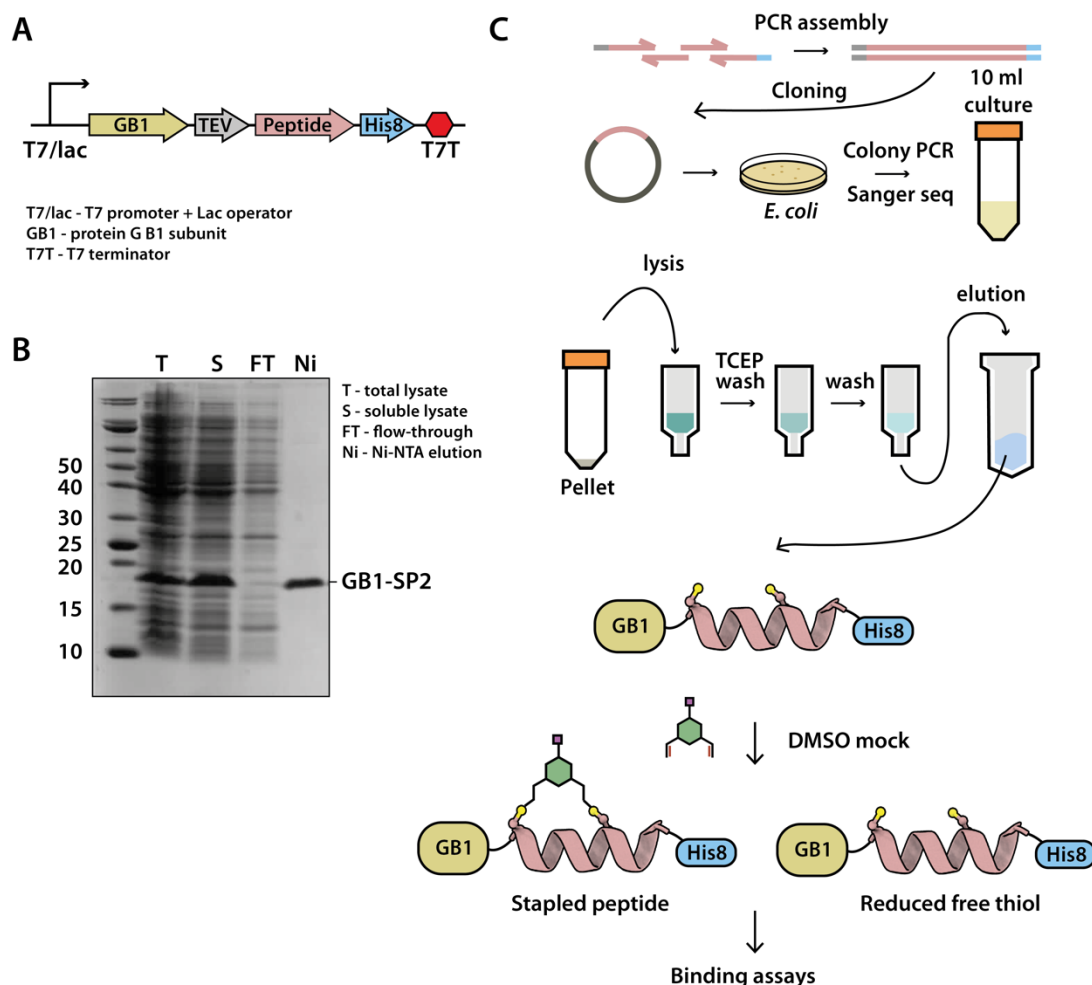 A
GB1
TEV
Peptide
His8
T7/lac
T7T
T7/lac - T7 promoter + Lac operator
GB1 - protein G B1 subunit
T7T - T7 terminator
B
T S FT Ni
T - total lysate
S - soluble lysate
FT - flow-through
Ni - Ni-NTA elution
50
40
30
25
20
15
10
GB1-SP2
C
PCR assembly
Cloning
10 ml
culture
E. coli
Colony PCR
Sanger seq
lysis
Pellet
TCEP
wash
wash
elution
GB1
His8
DMSO mock
GB1
His8
Stapled peptide
GB1
His8
Reduced free thiol
Binding assays